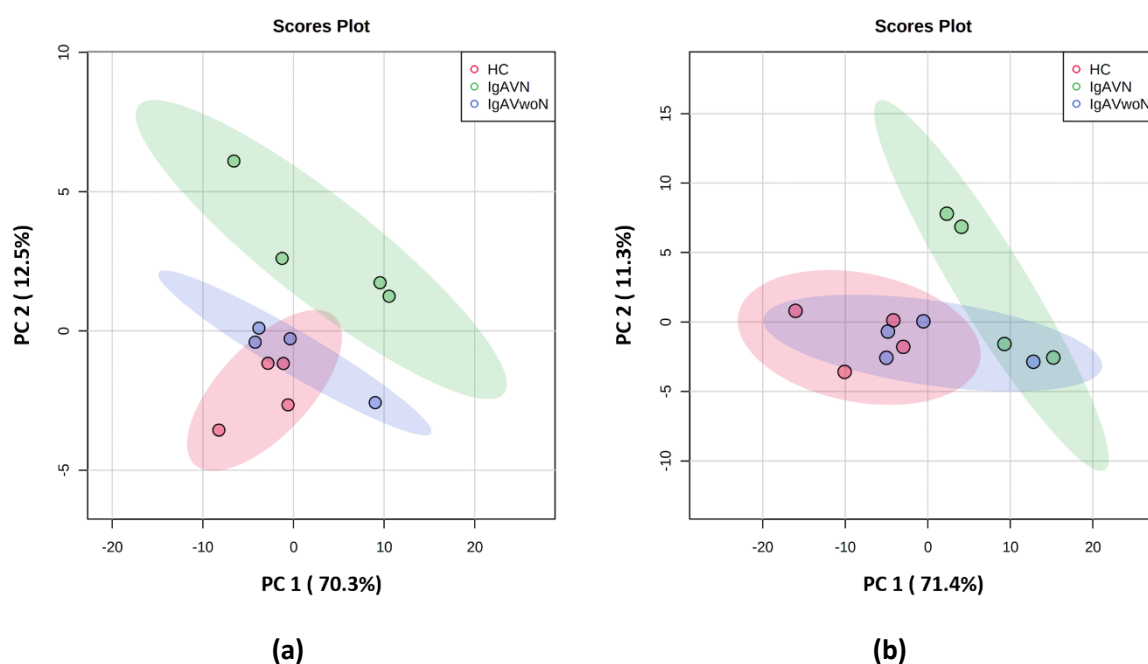 Scores Plot
HC
IgAVN
IgAVwoN
10
5
0
-5
-20
-10
0
10
20
PC 2 ( 12.5%)
PC 1 ( 70.3%)
(a)
Scores Plot
HC
IgAVN
IgAVwoN
15
10
5
0
-5
-10
-20
-10
0
10
20
PC 2 ( 11.3%)
PC 1 ( 71.4%)
(b)